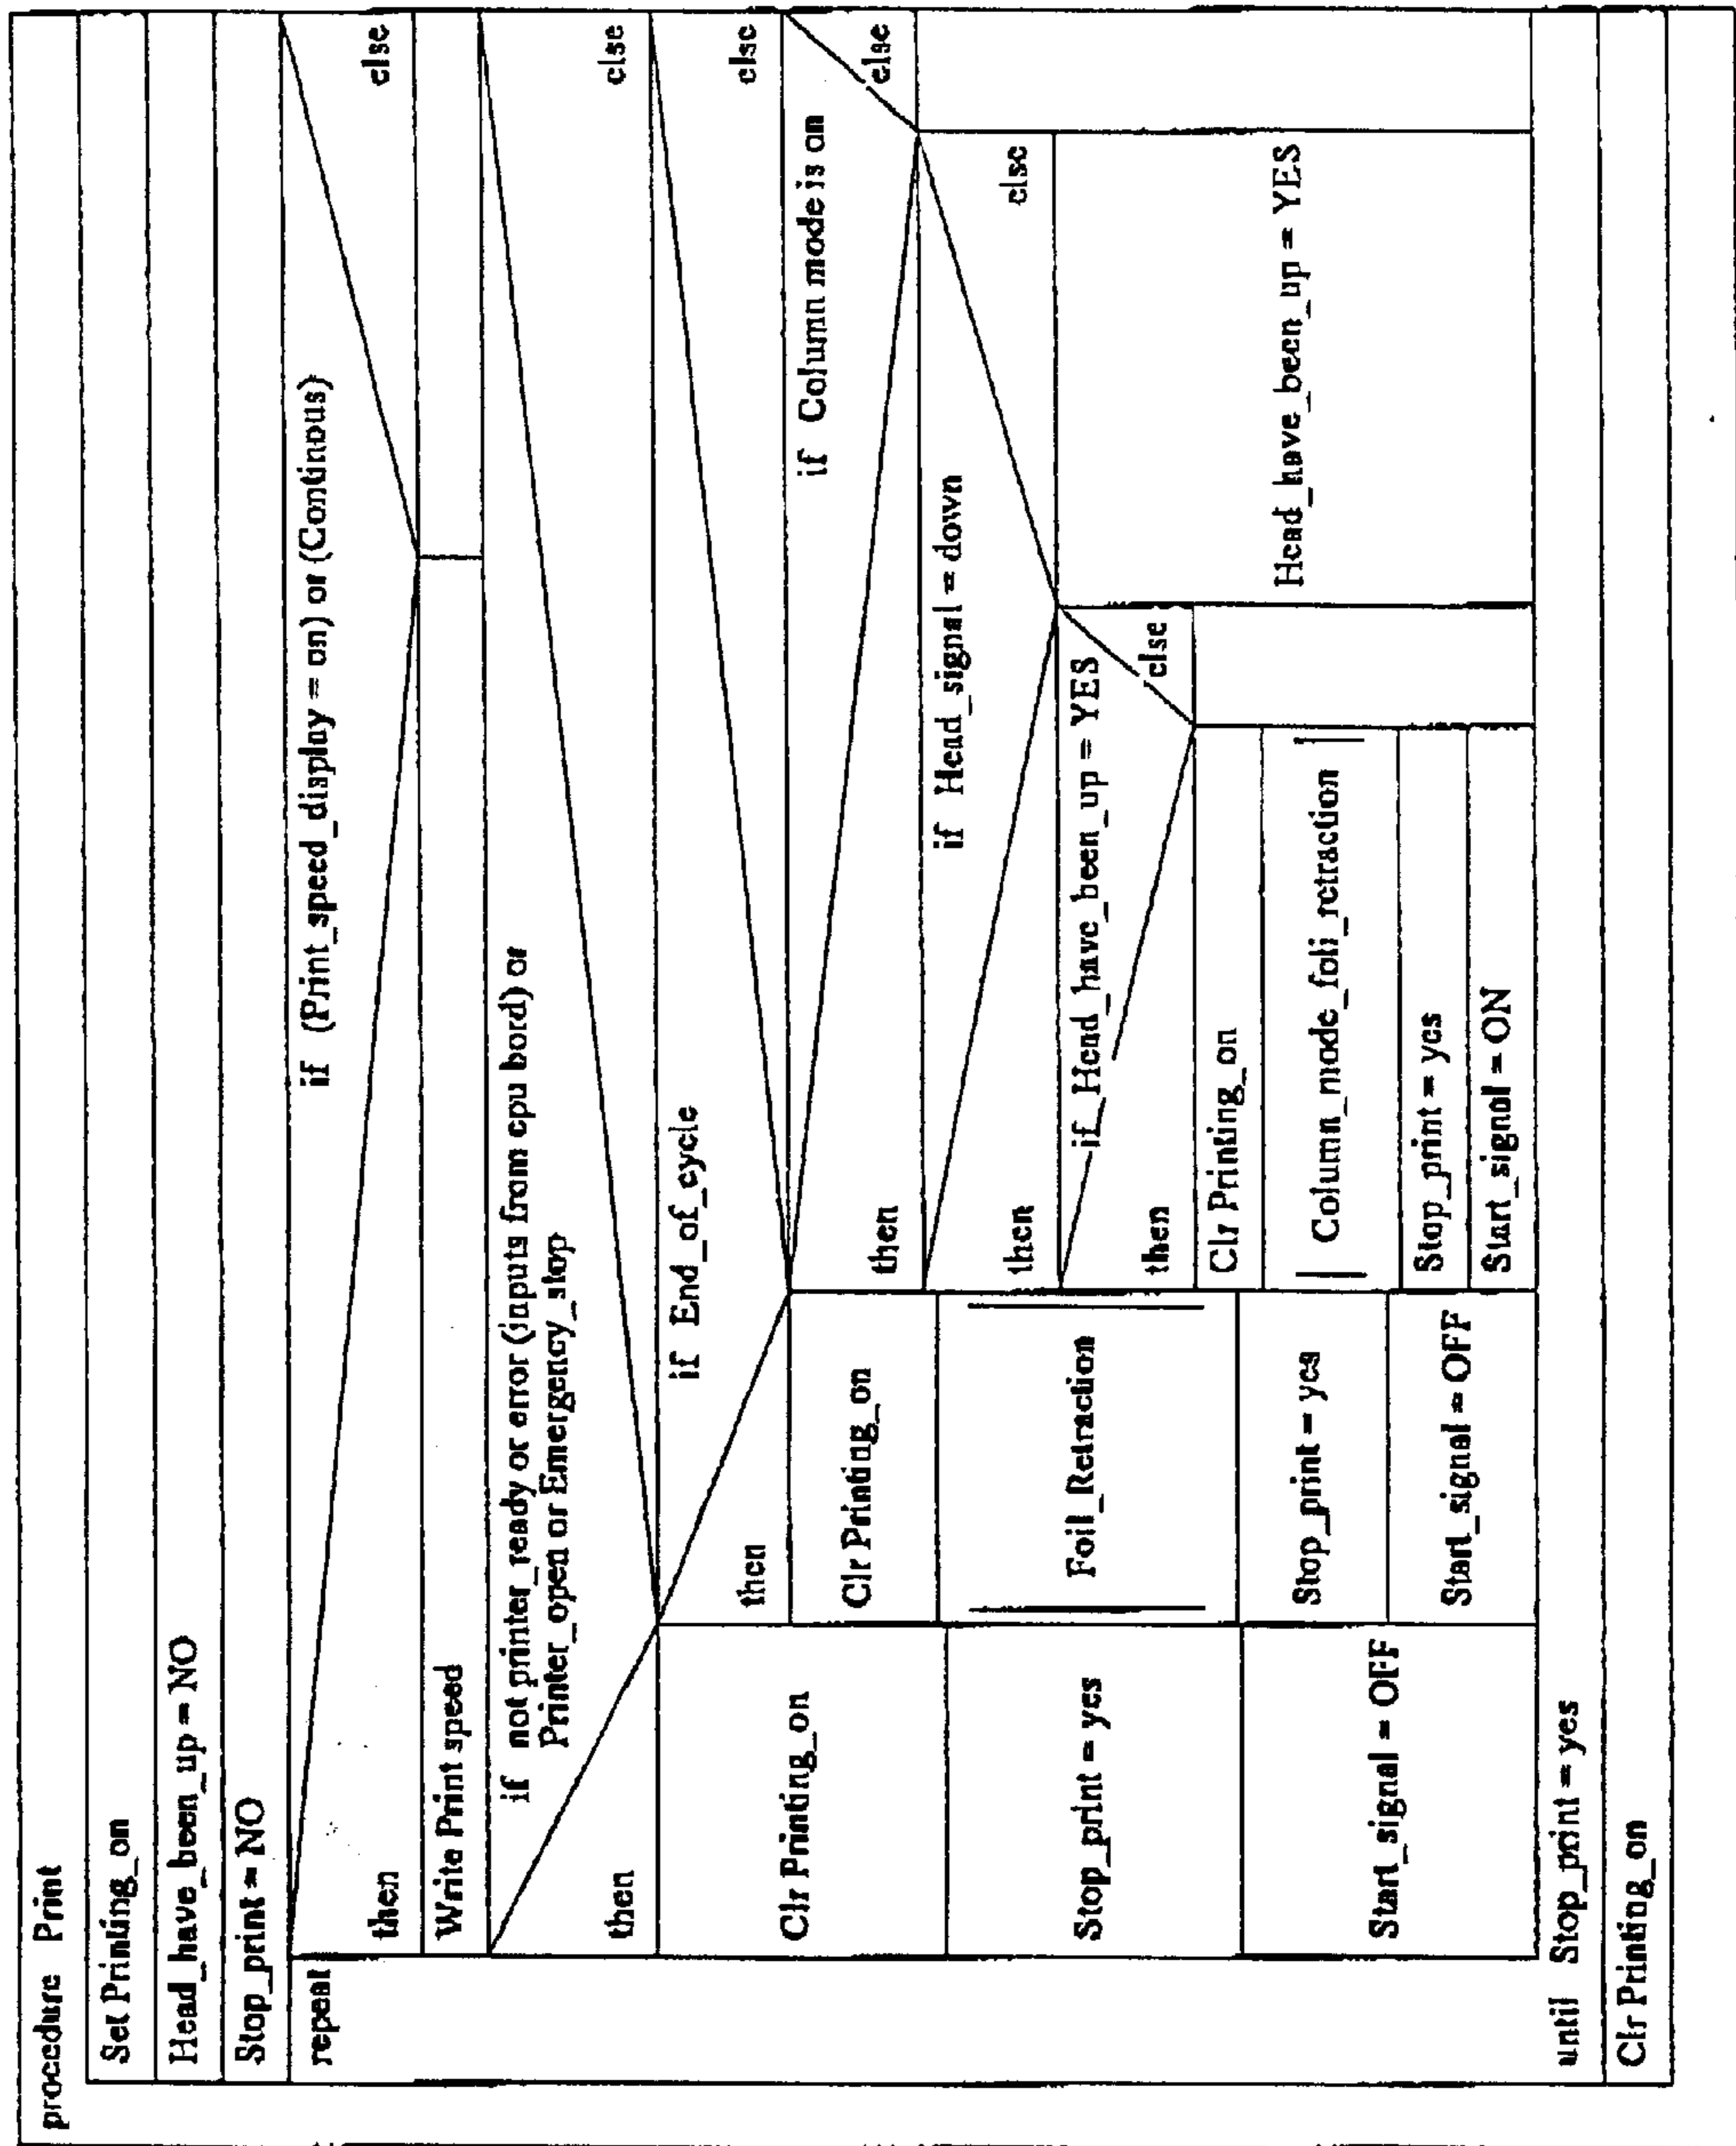 procedure Print
Set Printing_on
Head_have_been_up = NO
Stop_print = NO
repeat
if (Print_speed_display = on) or (Continous)
then
else
Write Print speed
if not printer_ready or error (inputs from cpu bord) or
Printer_open or Emergency_stop
then
else
Clr Printing_on
Stop_print = yes
Start_signal = OFF
if End_of_cycle
then
else
Clr Printing_on
Foil_Retraction
Stop_print = yes
Start_signal = OFF
if Column mode is on
then
else
if Head_signal = down
then
else
if Head_have_been_up = YES
then
else
Clr Printing_on
Column_mode_foli_retraction
Stop_print = yes
Start_signal = ON
Head_have_been_up = YES
until Stop_print = yes
Clr Printing_on